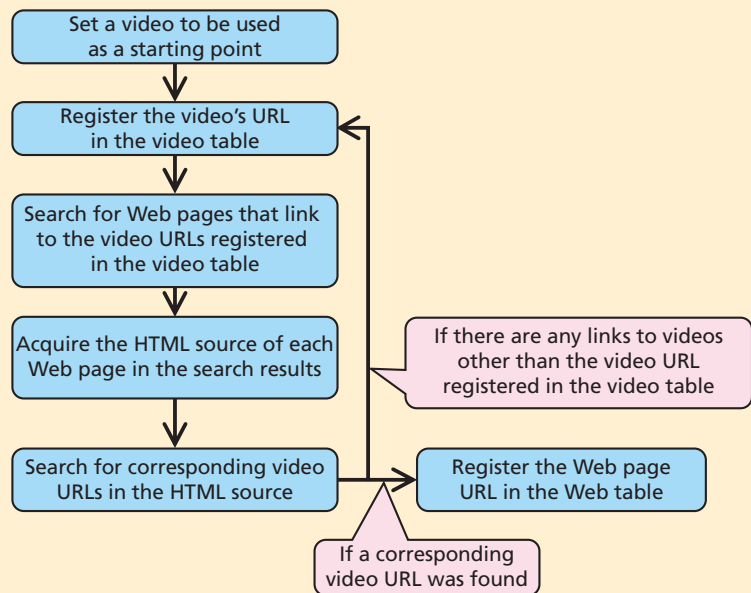 Set a video to be used
as a starting point
Register the video's URL
in the video table
Search for Web pages that link
to the video URLs registered
in the video table
Acquire the HTML source of each
Web page in the search results
If there are any links to videos
other than the video URL
registered in the video table
Search for corresponding video
URLs in the HTML source
Register the Web page
URL in the Web table
If a corresponding
video URL was found